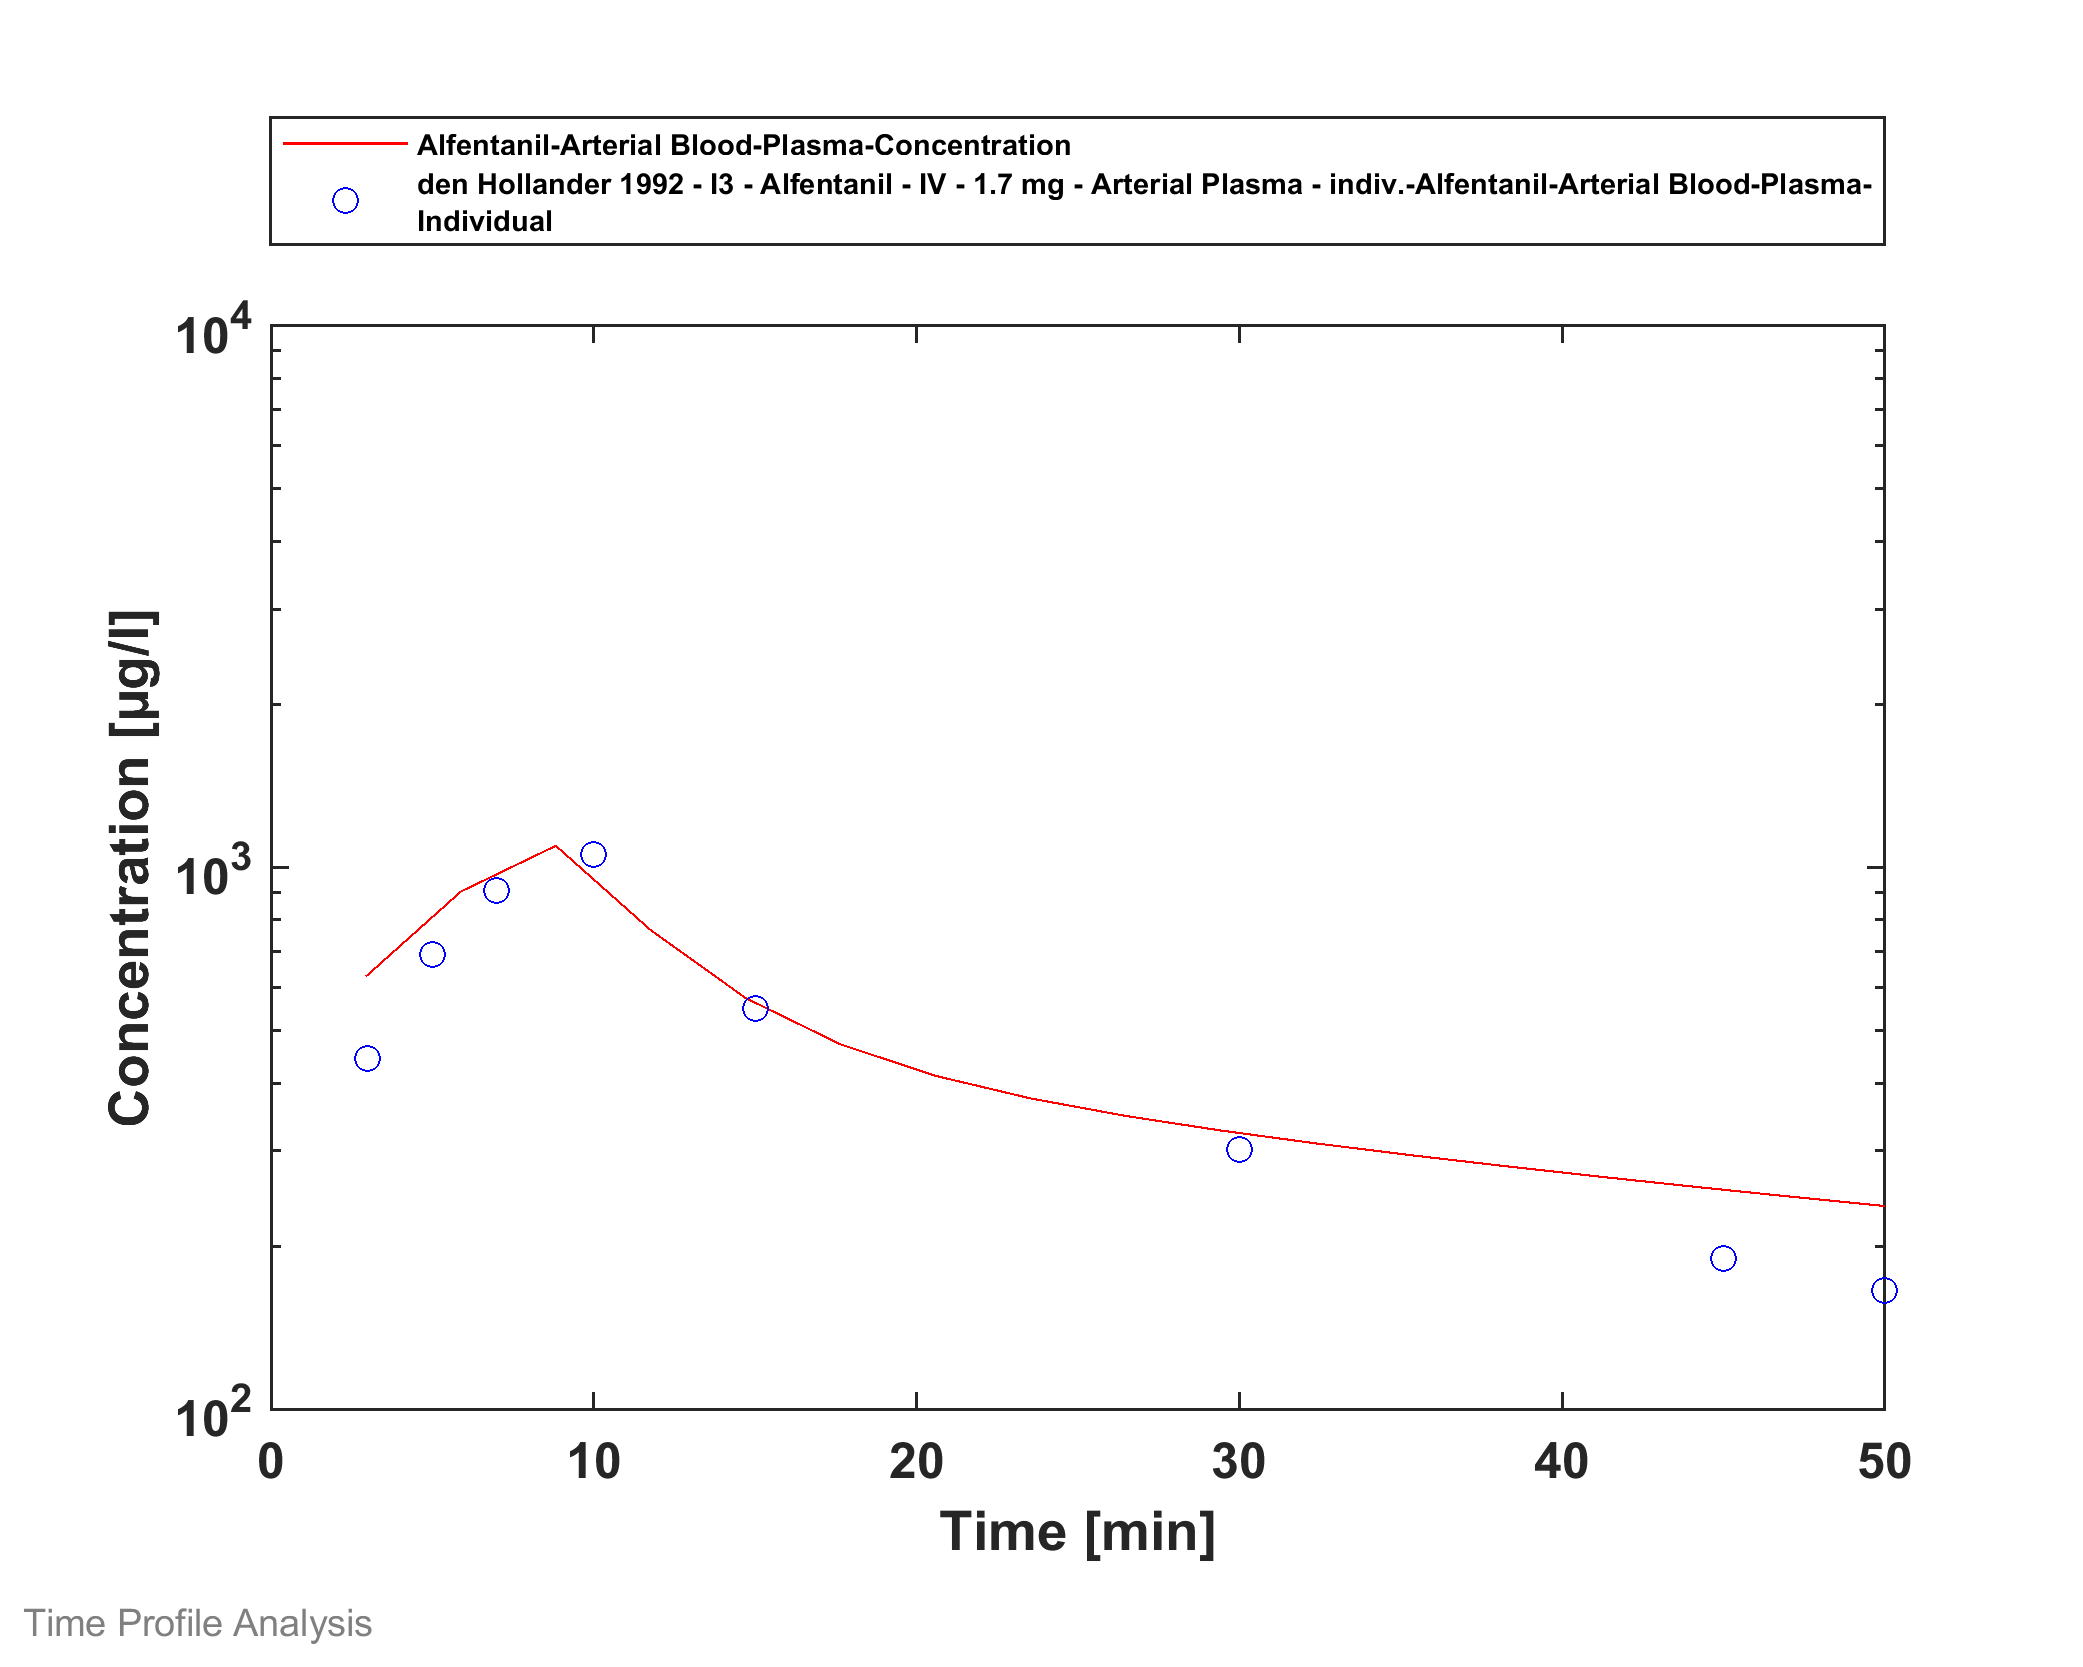 Alfentanil-Arterial Blood-Plasma-Concentration
den Hollander 1992 - I3 - Alfentanil - IV - 1.7 mg - Arterial Plasma - indiv.-Alfentanil-Arterial Blood-Plasma-
Individual
10^4
10^3
10^2
Concentration [µg/l]
0 10 20 30 40 50
Time [min]
Time Profile Analysis